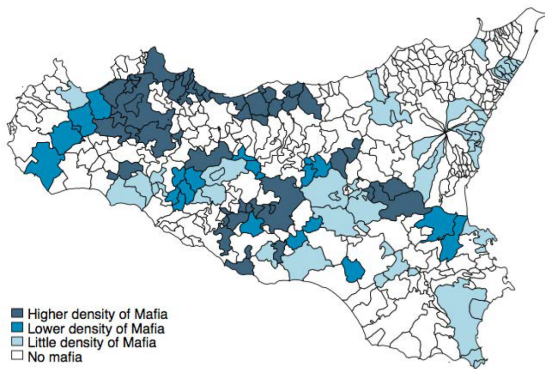 Higher density of Mafia
Lower density of Mafia
Little density of Mafia
No mafia